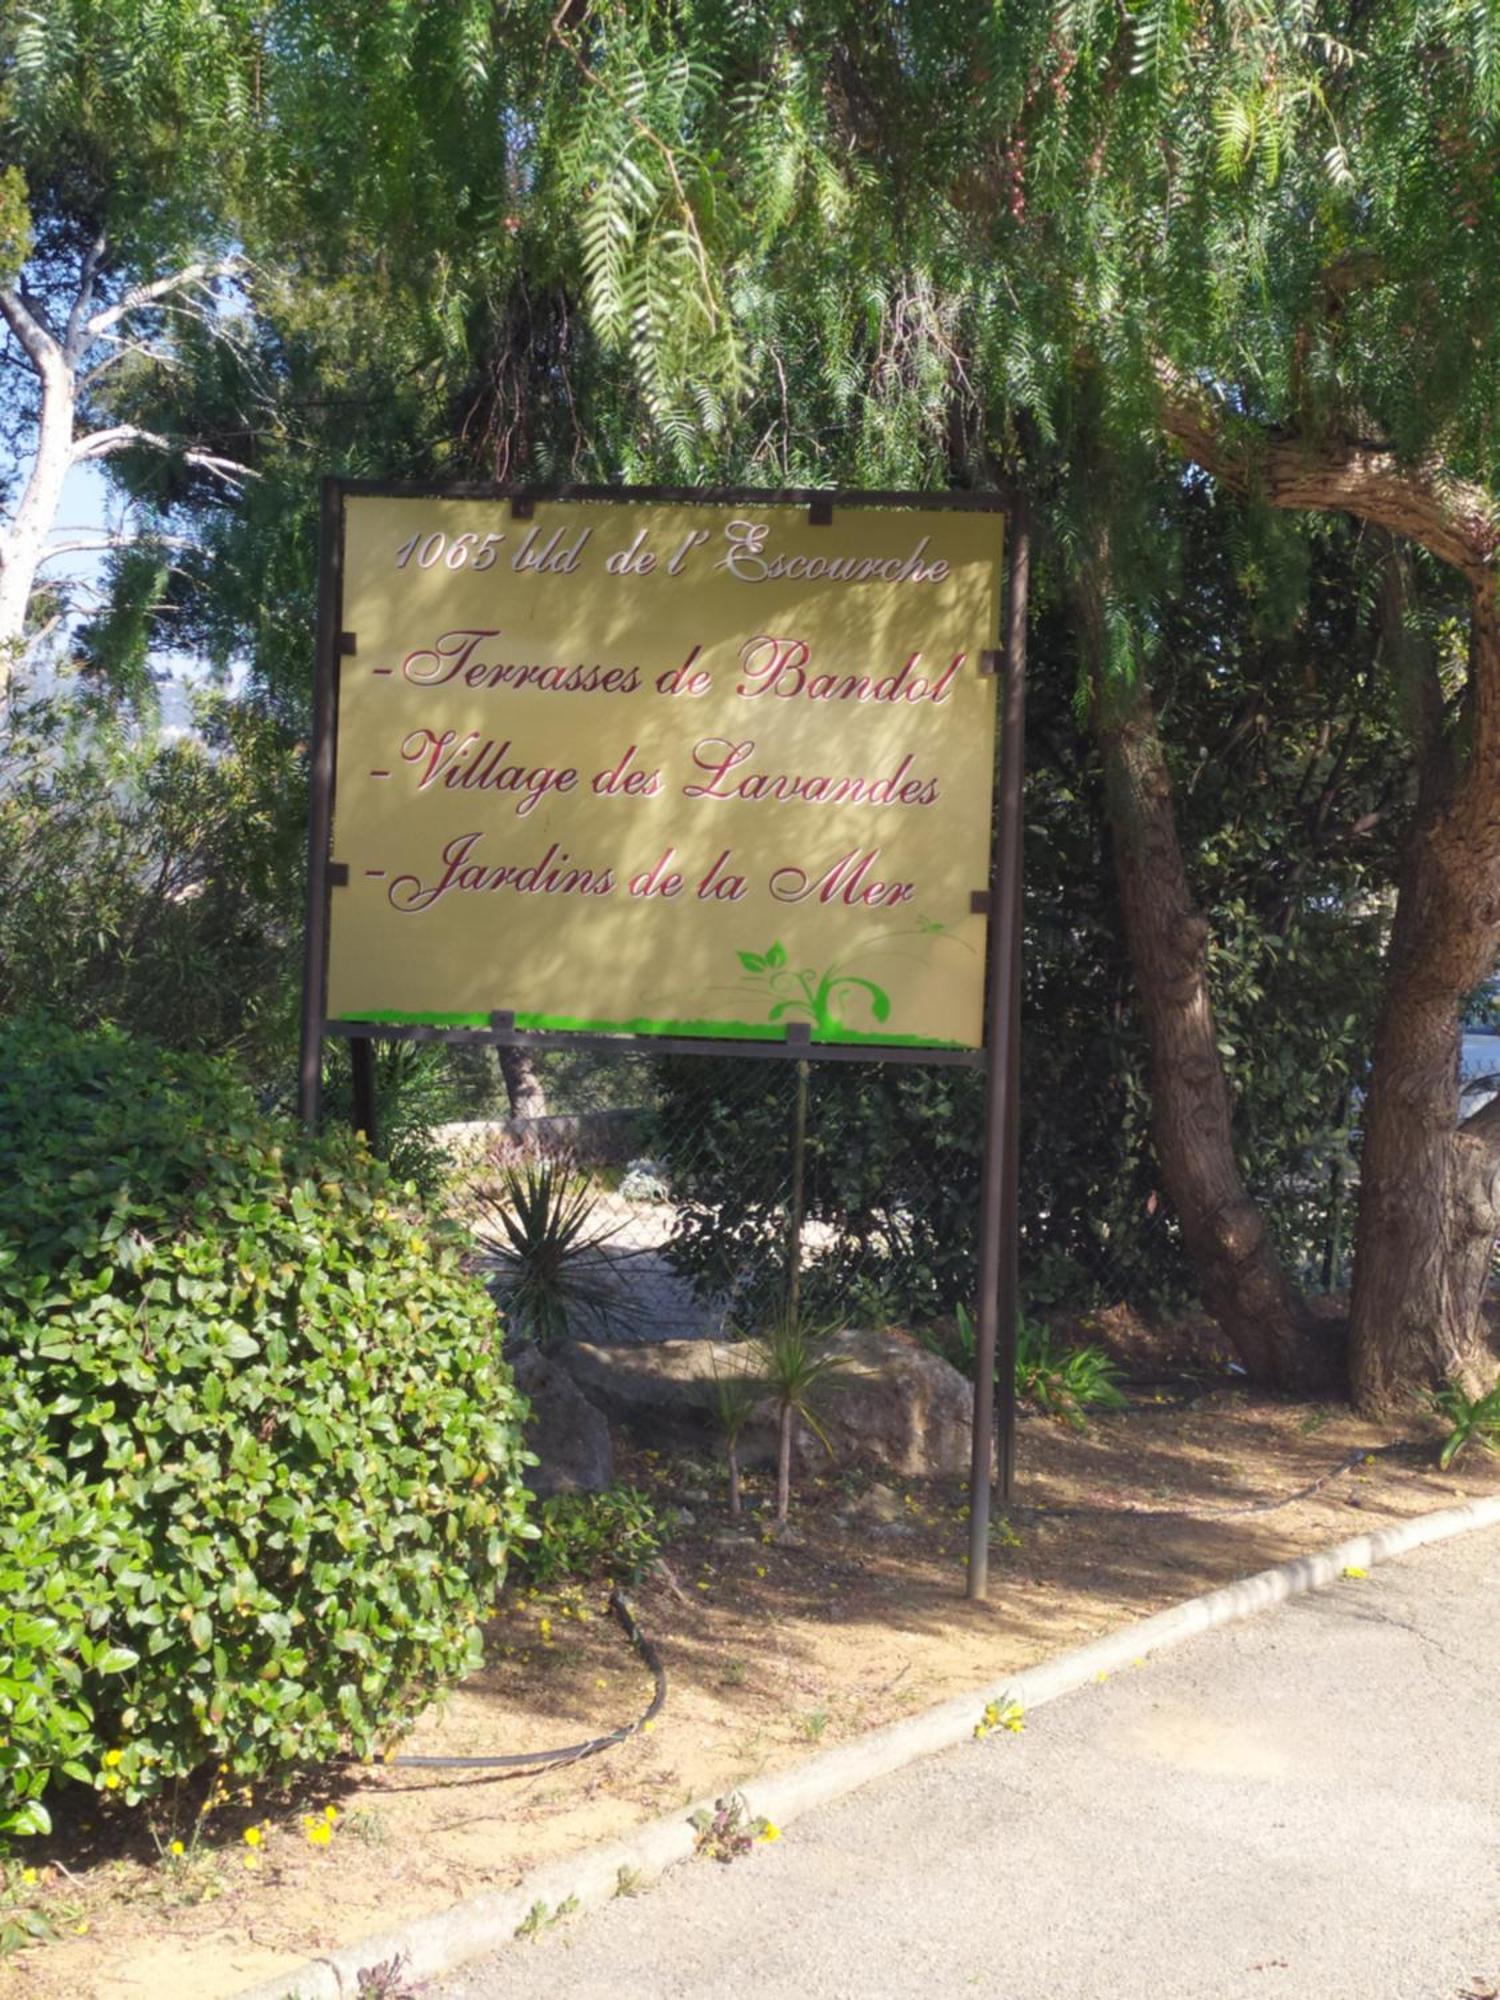 1065 bld de l' Escourche
- Terrasses de Bandol
- Village des Lavandes
- Jardins de la Mer